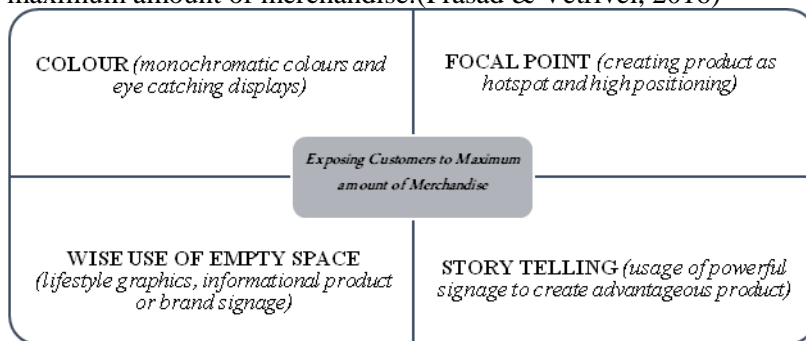 maximum amount of merchandise.(Prasad & Vetrivel, 2016)
COLOUR (monochromatic colours and
eye catching displays)
FOCAL POINT (creating product as
hotspot and high positioning)
Exposing Customers to Maximum
amount of Merchandise
WISE USE OF EMPTY SPACE
(lifestyle graphics, informational product
or brand signage)
STORY TELLING (usage of powerful
signage to create advantageous product)